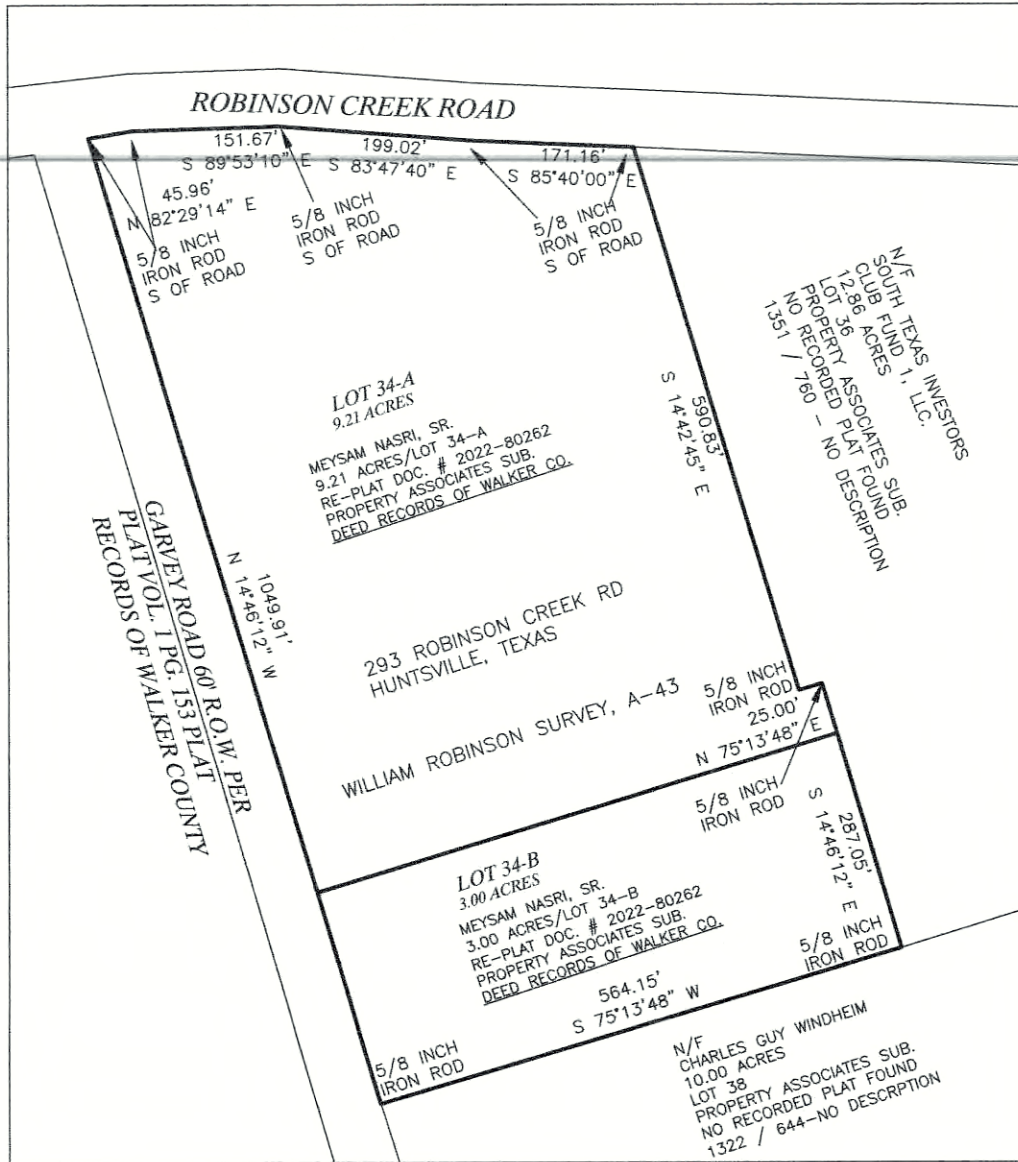 ROBINSON CREEK ROAD
151.67'
S 89°53'10" E
199.02'
S 83°47'40" E
171.16'
S 85°40'00" E
45.96'
N 82°29'14" E
5/8 INCH
IRON ROD
S OF ROAD
5/8 INCH
IRON ROD
S OF ROAD
5/8 INCH
IRON ROD
S OF ROAD
N/F
SOUTH TEXAS INVESTORS
CLUB FUND 1, LLC.
12.86 ACRES
LOT 36
PROPERTY ASSOCIATES SUB.
NO RECORDED PLAT FOUND
1351 / 760 - NO DESCRIPTION
LOT 34-A
9.21 ACRES
MEYSAM NASRI, SR.
9.21 ACRES/LOT 34-A
RE-PLAT DOC. # 2022-80262
PROPERTY ASSOCIATES SUB.
DEED RECORDS OF WALKER CO.
590.83'
S 14°42'45" E
GARVEY ROAD 60' R.O.W. PER
PLAT VOL. 1 PG. 153 PLAT
RECORDS OF WALKER COUNTY
1049.91'
N 14°46'12" W
293 ROBINSON CREEK RD
HUNTSVILLE, TEXAS
WILLIAM ROBINSON SURVEY, A-43
5/8 INCH
IRON ROD
25.00'
N 75°13'48" E
5/8 INCH
IRON ROD
287.05'
S 14°46'12" E
LOT 34-B
3.00 ACRES
MEYSAM NASRI, SR.
3.00 ACRES/LOT 34-B
RE-PLAT DOC. # 2022-80262
PROPERTY ASSOCIATES SUB.
DEED RECORDS OF WALKER CO.
564.15'
S 75°13'48" W
5/8 INCH
IRON ROD
5/8 INCH
IRON ROD
N/F
CHARLES GUY WINDHEIM
10.00 ACRES
LOT 38
PROPERTY ASSOCIATES SUB.
NO RECORDED PLAT FOUND
1322 / 644-NO DESCRPTION